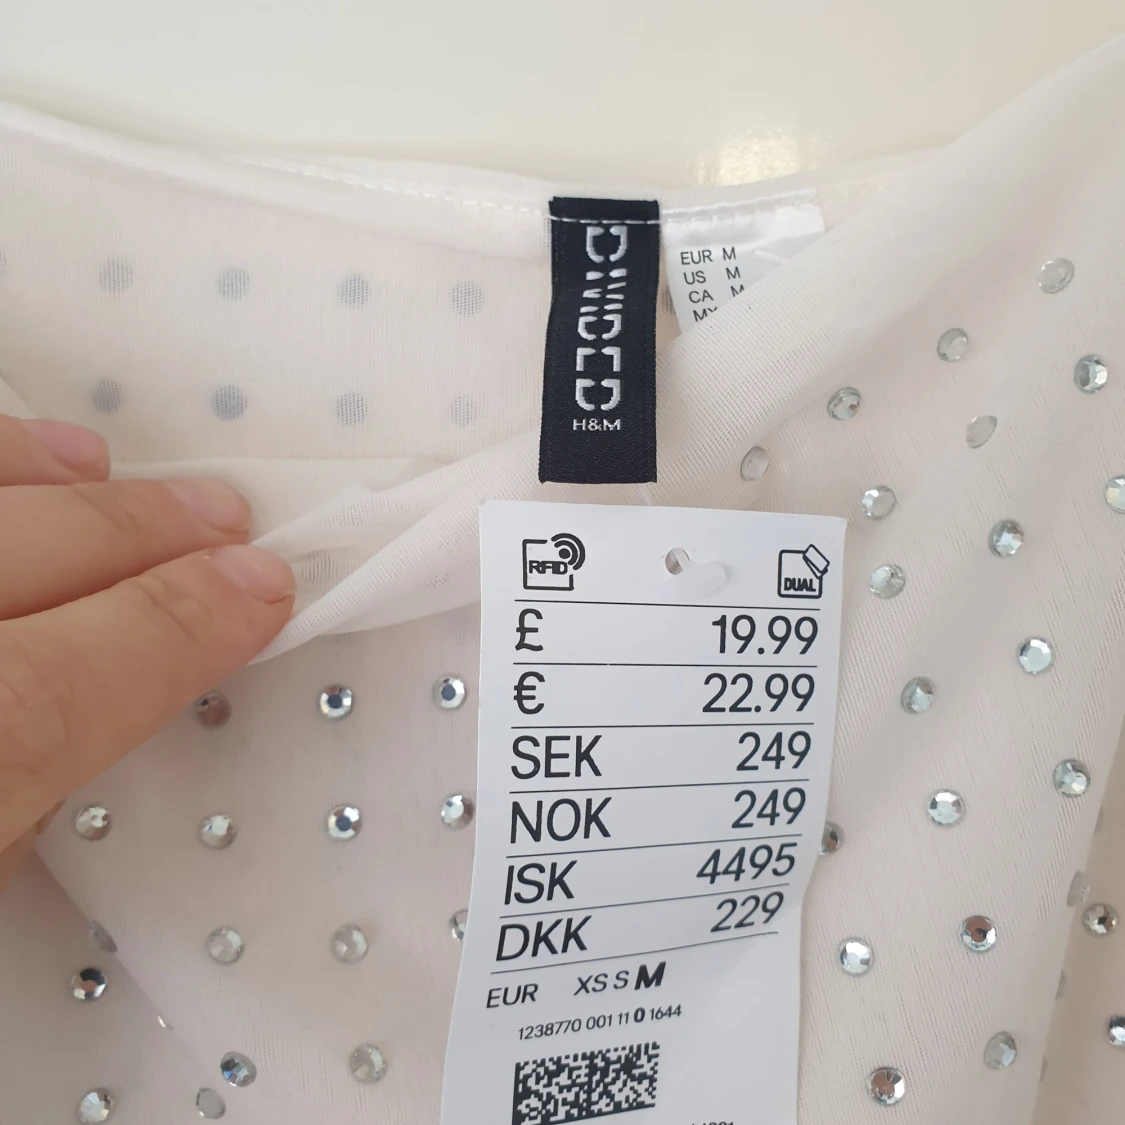 DIVIDED
H&M
EUR M
US M
CA M
MX
RFID
DUAL
£ 19.99
€ 22.99
SEK 249
NOK 249
ISK 4495
DKK 229
EUR XS S M
1238770 001 11 0 1644